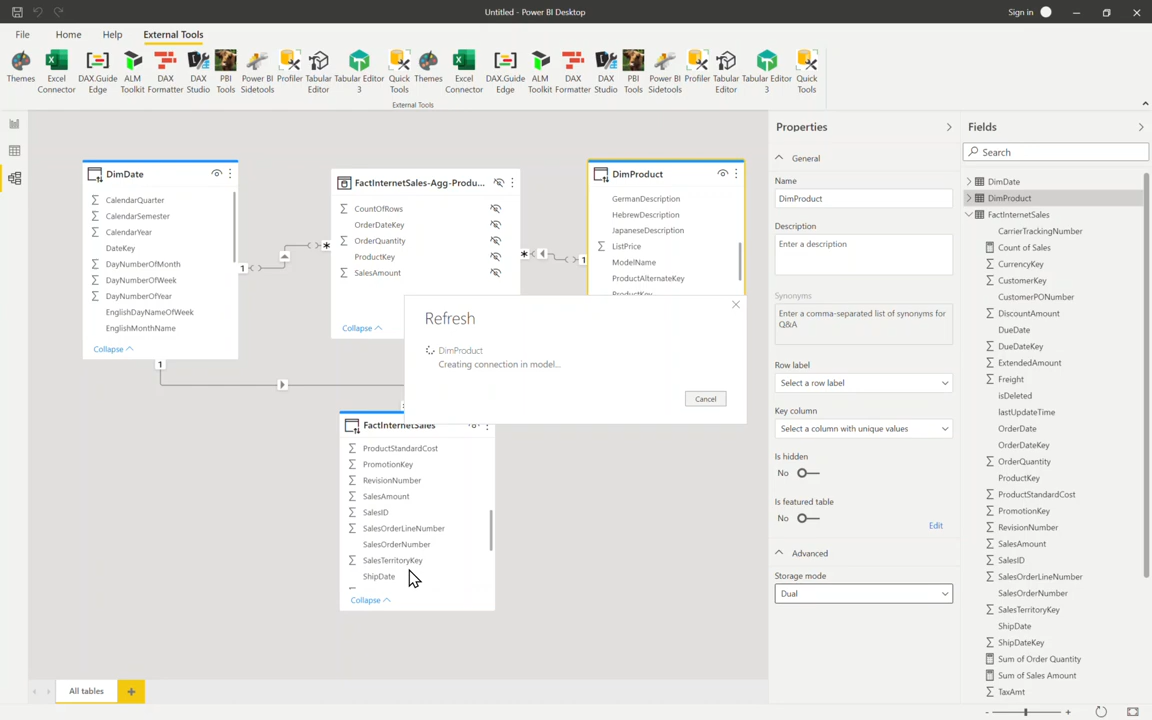 Untitled - Power BI Desktop
Sign in
File
Home
Help
External Tools
Themes
Excel Connector
DAX.Guide Edge
ALM Toolkit
DAX Formatter
DAX Studio
PBI Tools
Power BI Sidetools
Profiler
Tabular Editor
Tabular Editor 3
Quick Tools
Themes
Excel Connector
DAX.Guide Edge
ALM Toolkit
DAX Formatter
DAX Studio
PBI Tools
Power BI Sidetools
Profiler
Tabular Editor
Tabular Editor 3
Quick Tools
External Tools
DimDate
CalendarQuarter
CalendarSemester
CalendarYear
DateKey
DayNumberOfMonth
DayNumberOfWeek
DayNumberOfYear
EnglishDayNameOfWeek
EnglishMonthName
Collapse
1
1
*
FactInternetSales-Agg-Produ...
CountOfRows
OrderDateKey
OrderQuantity
ProductKey
SalesAmount
Collapse
*
1
DimProduct
GermanDescription
HebrewDescription
JapaneseDescription
ListPrice
ModelName
ProductAlternateKey
ProductKey
Refresh
DimProduct
Creating connection in model...
Cancel
FactInternetSales
ProductStandardCost
PromotionKey
RevisionNumber
SalesAmount
SalesID
SalesOrderLineNumber
SalesOrderNumber
SalesTerritoryKey
ShipDate
Collapse
Properties
General
Name
DimProduct
Description
Enter a description
Synonyms
Enter a comma-separated list of synonyms for
Q&A
Row label
Select a row label
Key column
Select a column with unique values
Is hidden
No
Is featured table
No
Edit
Advanced
Storage mode
Dual
Fields
Search
DimDate
DimProduct
FactInternetSales
CarrierTrackingNumber
Count of Sales
CurrencyKey
CustomerKey
CustomerPONumber
DiscountAmount
DueDate
DueDateKey
ExtendedAmount
Freight
isDeleted
lastUpdateTime
OrderDate
OrderDateKey
OrderQuantity
ProductKey
ProductStandardCost
PromotionKey
RevisionNumber
SalesAmount
SalesID
SalesOrderLineNumber
SalesOrderNumber
SalesTerritoryKey
ShipDate
ShipDateKey
Sum of Order Quantity
Sum of Sales Amount
TaxAmt
All tables